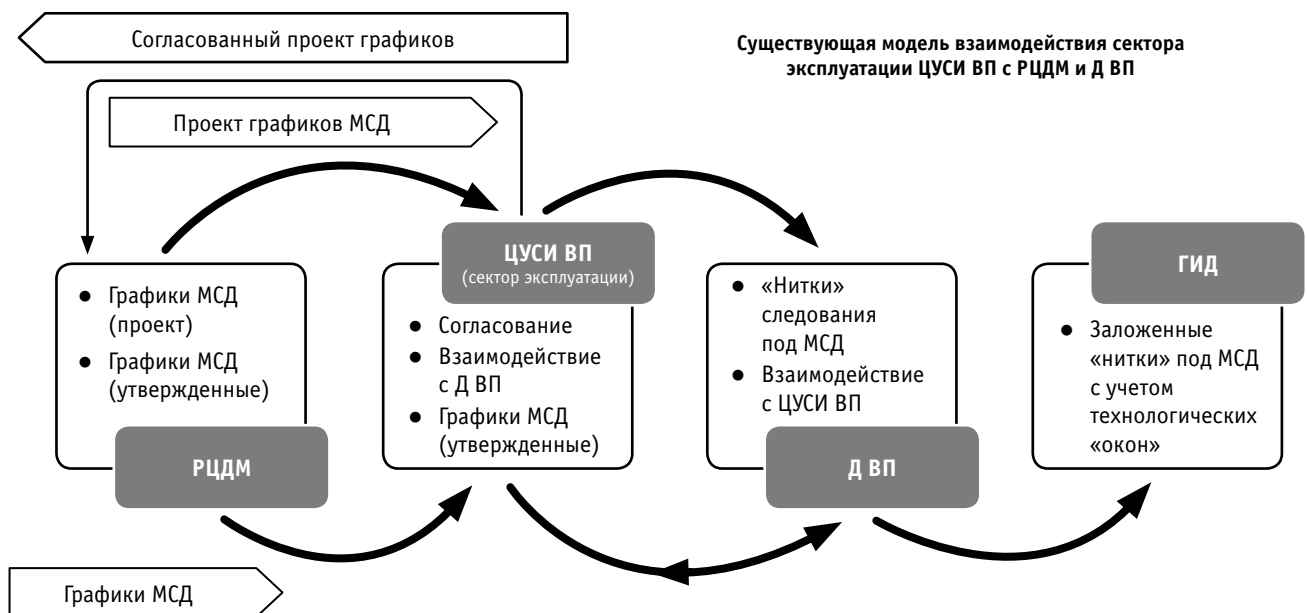 Согласованный проект графиков
Существующая модель взаимодействия сектора
эксплуатации ЦУСИ ВП с РЦДМ и Д ВП
Проект графиков МСД
● Графики МСД
(проект)
● Графики МСД
(утвержденные)
РЦДМ
ЦУСИ ВП
(сектор эксплуатации)
● Согласование
● Взаимодействие
с Д ВП
● Графики МСД
(утвержденные)
● «Нитки»
следования
под МСД
● Взаимодействие
с ЦУСИ ВП
Д ВП
ГИД
● Заложенные
«нитки» под МСД
с учетом
технологических
«окон»
Графики МСД